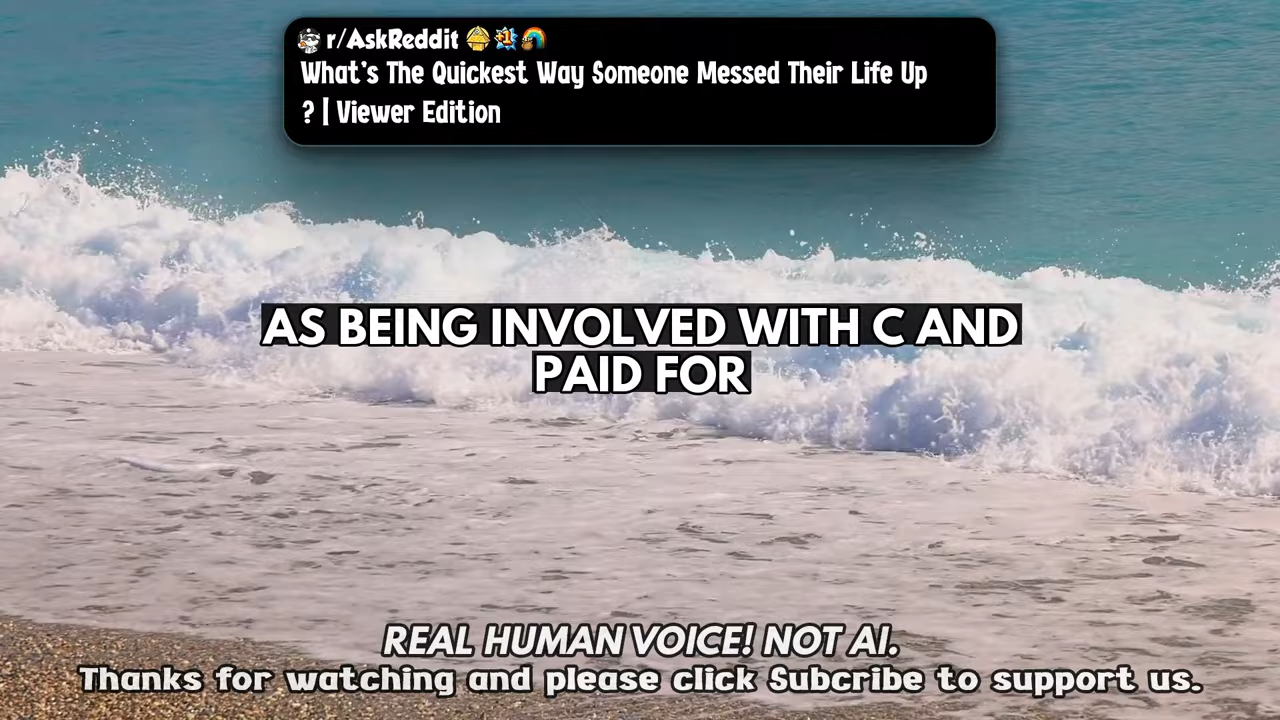 r/AskReddit
What's The Quickest Way Someone Messed Their Life Up
? | Viewer Edition
AS BEING INVOLVED WITH C AND
PAID FOR
REAL HUMAN VOICE! NOT AI.
Thanks for watching and please click Subcribe to support us.